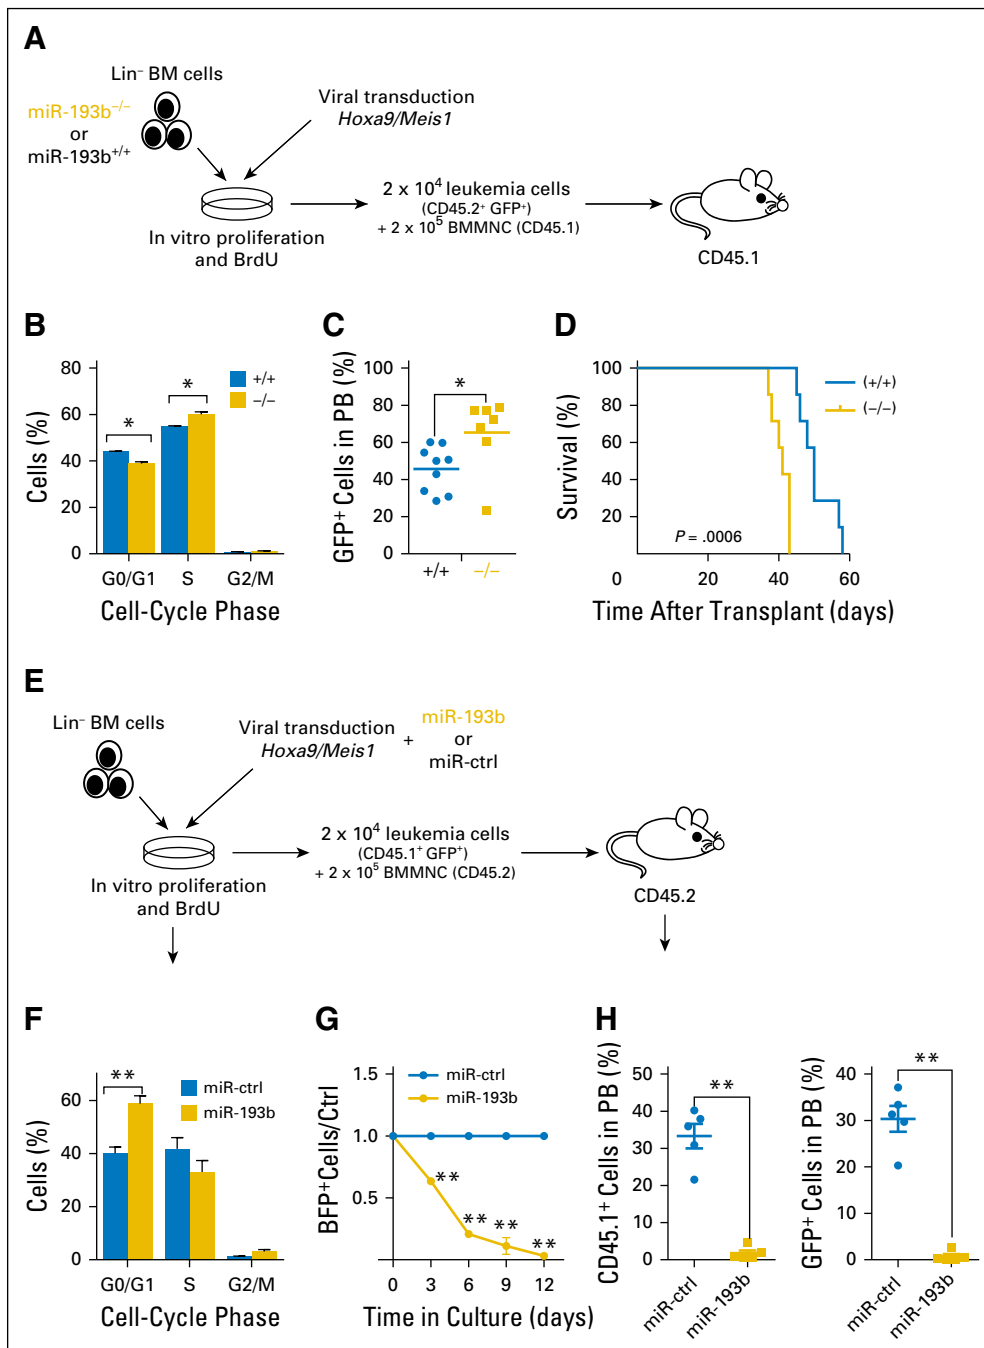 A
Lin⁻ BM cells
miR-193b⁻/⁻
or
miR-193b⁺/⁺
Viral transduction
Hoxa9/Meis1
In vitro proliferation
and BrdU
2 x 10⁴ leukemia cells
(CD45.2⁺ GFP⁺)
+ 2 x 10⁵ BMMNC (CD45.1)
CD45.1
B
Cells (%)
80
60
40
20
0
*
*
+/+
−/−
G0/G1 S G2/M
Cell-Cycle Phase
C
GFP⁺ Cells in PB (%)
100
80
60
40
20
0
*
+/+ −/−
D
Survival (%)
100
80
60
40
20
0
(+/+)
(−/−)
P = .0006
0 20 40 60
Time After Transplant (days)
E
Lin⁻ BM cells
Viral transduction
Hoxa9/Meis1
+
miR-193b
or
miR-ctrl
In vitro proliferation
and BrdU
2 x 10⁴ leukemia cells
(CD45.1⁺ GFP⁺)
+ 2 x 10⁵ BMMNC (CD45.2)
CD45.2
F
Cells (%)
60
40
20
0
**
miR-ctrl
miR-193b
G0/G1 S G2/M
Cell-Cycle Phase
G
BFP⁺Cells/Ctrl
1.5
1.0
0.5
miR-ctrl
miR-193b
**
**
**
**
0 3 6 9 12
Time in Culture (days)
H
CD45.1⁺ Cells in PB (%)
50
40
30
20
10
0
**
miR-ctrl
miR-193b
GFP⁺ Cells in PB (%)
40
30
20
10
0
**
miR-ctrl
miR-193b